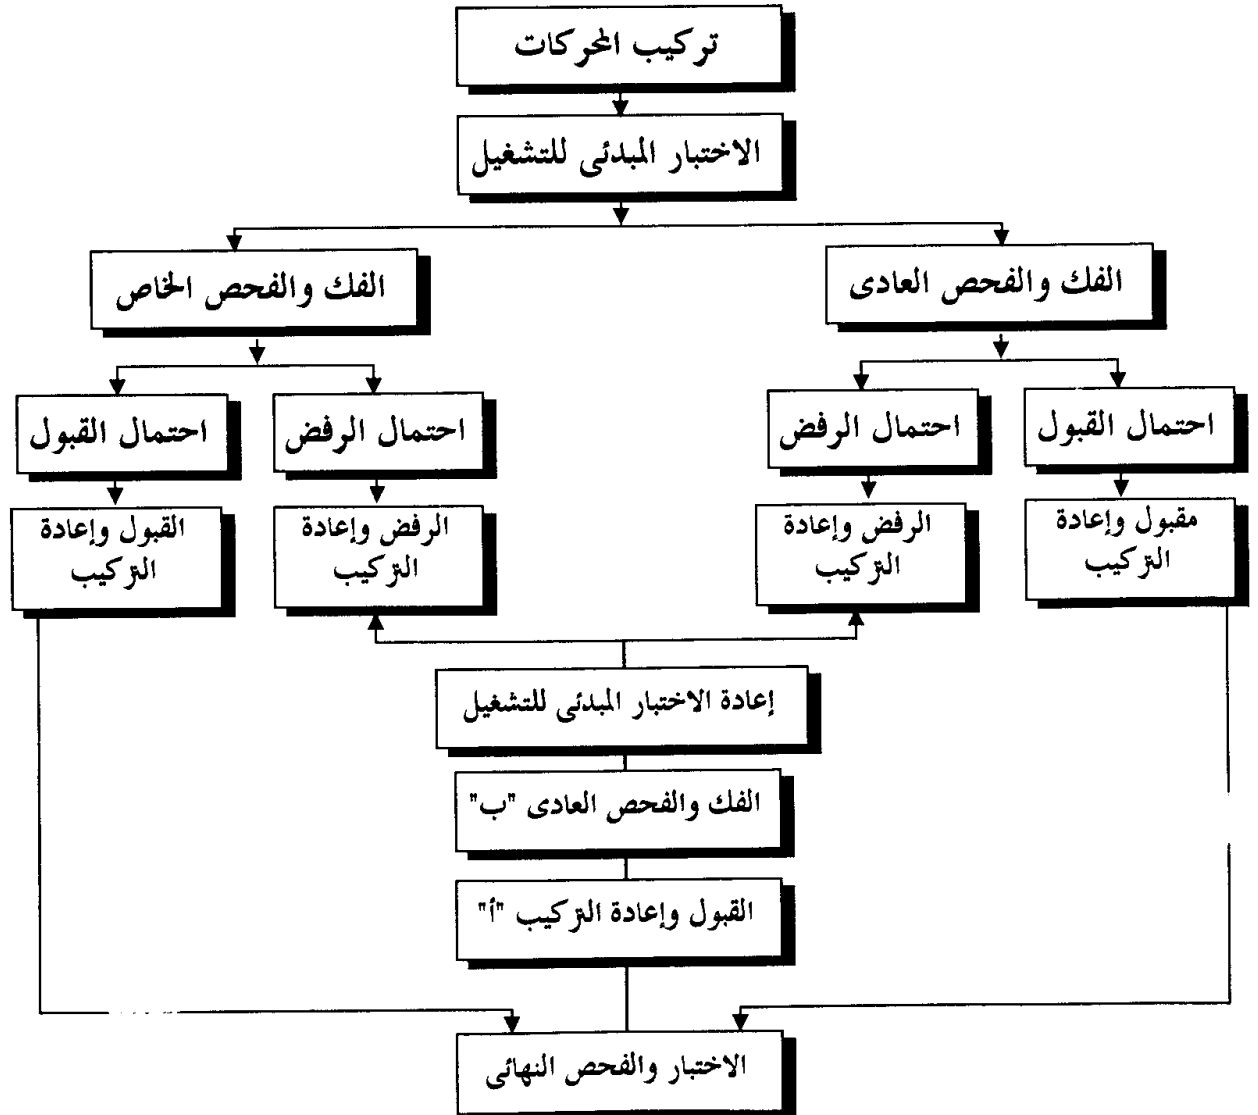 تركيب المحركات
الاختبار المبدئى للتشغيل
الفك والفحص العادى
الفك والفحص الخاص
احتمال القبول
احتمال الرفض
احتمال الرفض
احتمال القبول
مقبول وإعادة
التركيب
الرفض وإعادة
التركيب
الرفض وإعادة
التركيب
القبول وإعادة
التركيب
إعادة الاختبار المبدئى للتشغيل
الفك والفحص العادى "ب"
القبول وإعادة التركيب "أ"
الاختبار والفحص النهائى